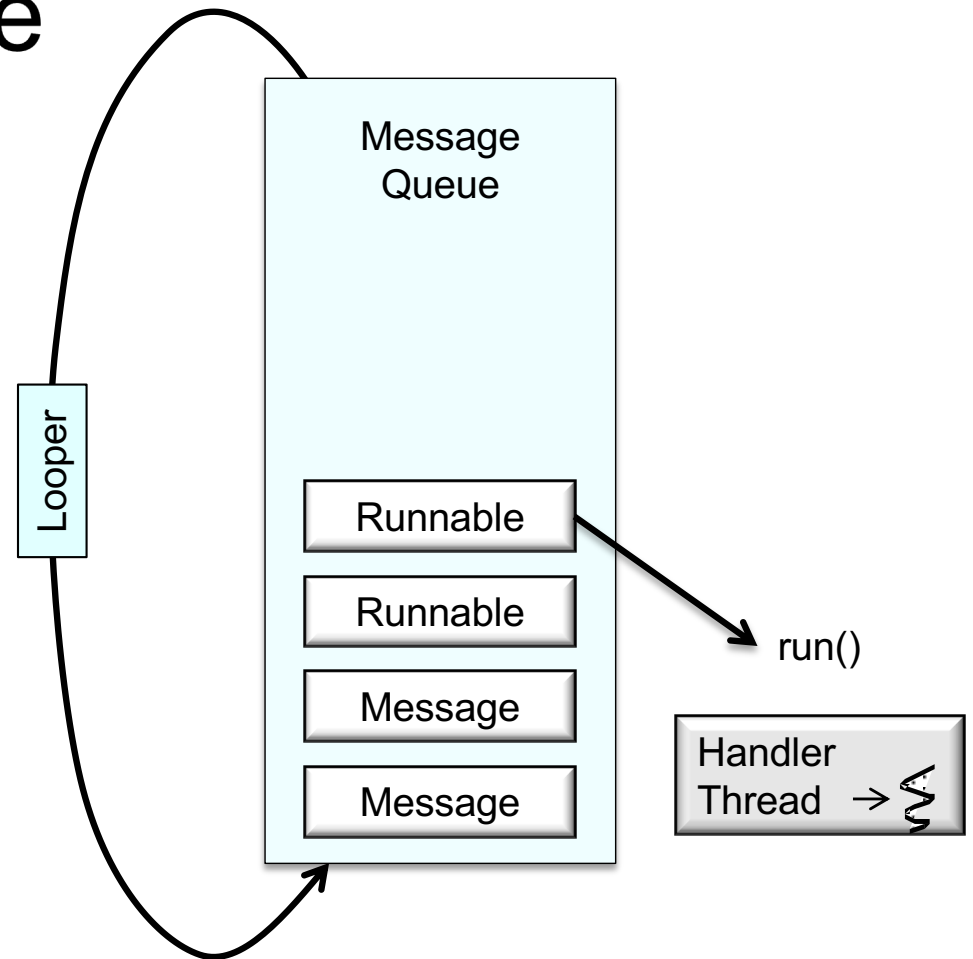 e
Message
Queue
Looper
Runnable
Runnable
run()
Message
Handler
Thread →
Message